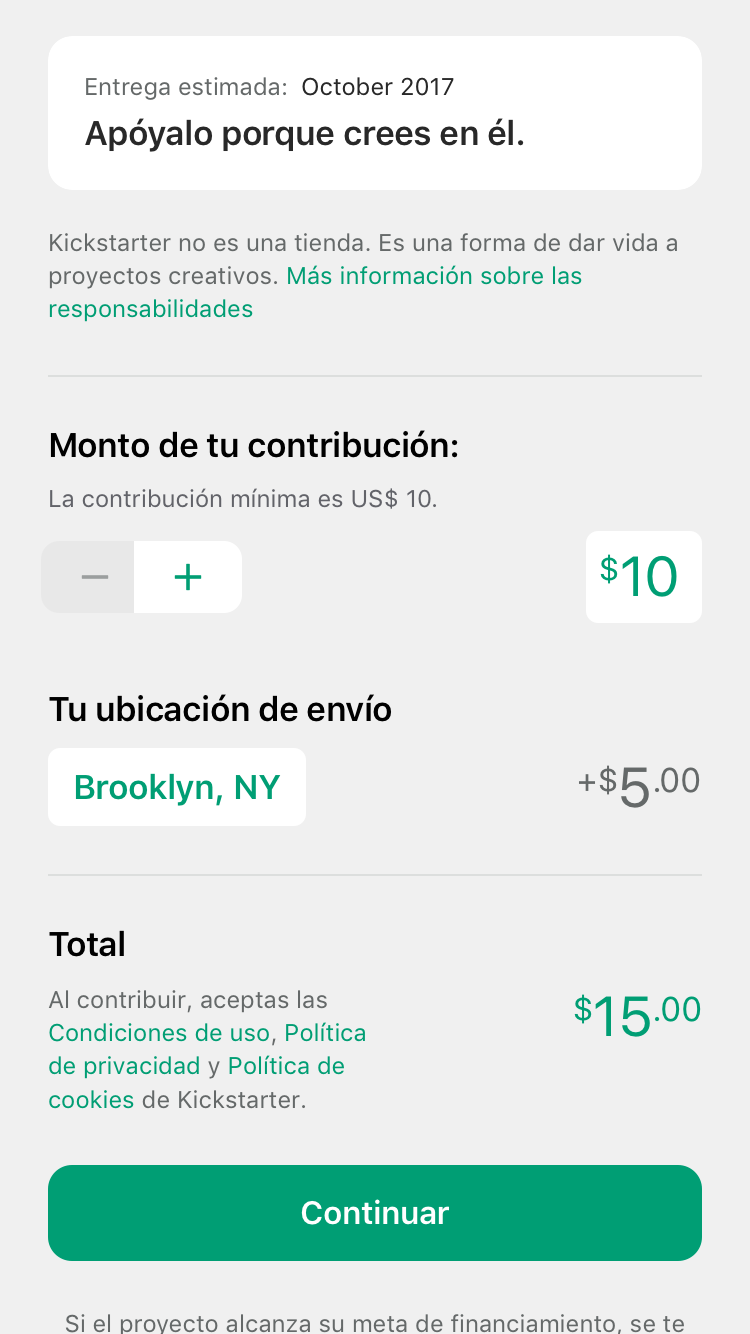 Entrega estimada: October 2017
Apóyalo porque crees en él.
Kickstarter no es una tienda. Es una forma de dar vida a
proyectos creativos. Más información sobre las
responsabilidades
Monto de tu contribución:
La contribución mínima es US$ 10.
− +
$10
Tu ubicación de envío
Brooklyn, NY
+$5.00
Total
Al contribuir, aceptas las
Condiciones de uso, Política
de privacidad y Política de
cookies de Kickstarter.
$15.00
Continuar
Si el proyecto alcanza su meta de financiamiento, se te